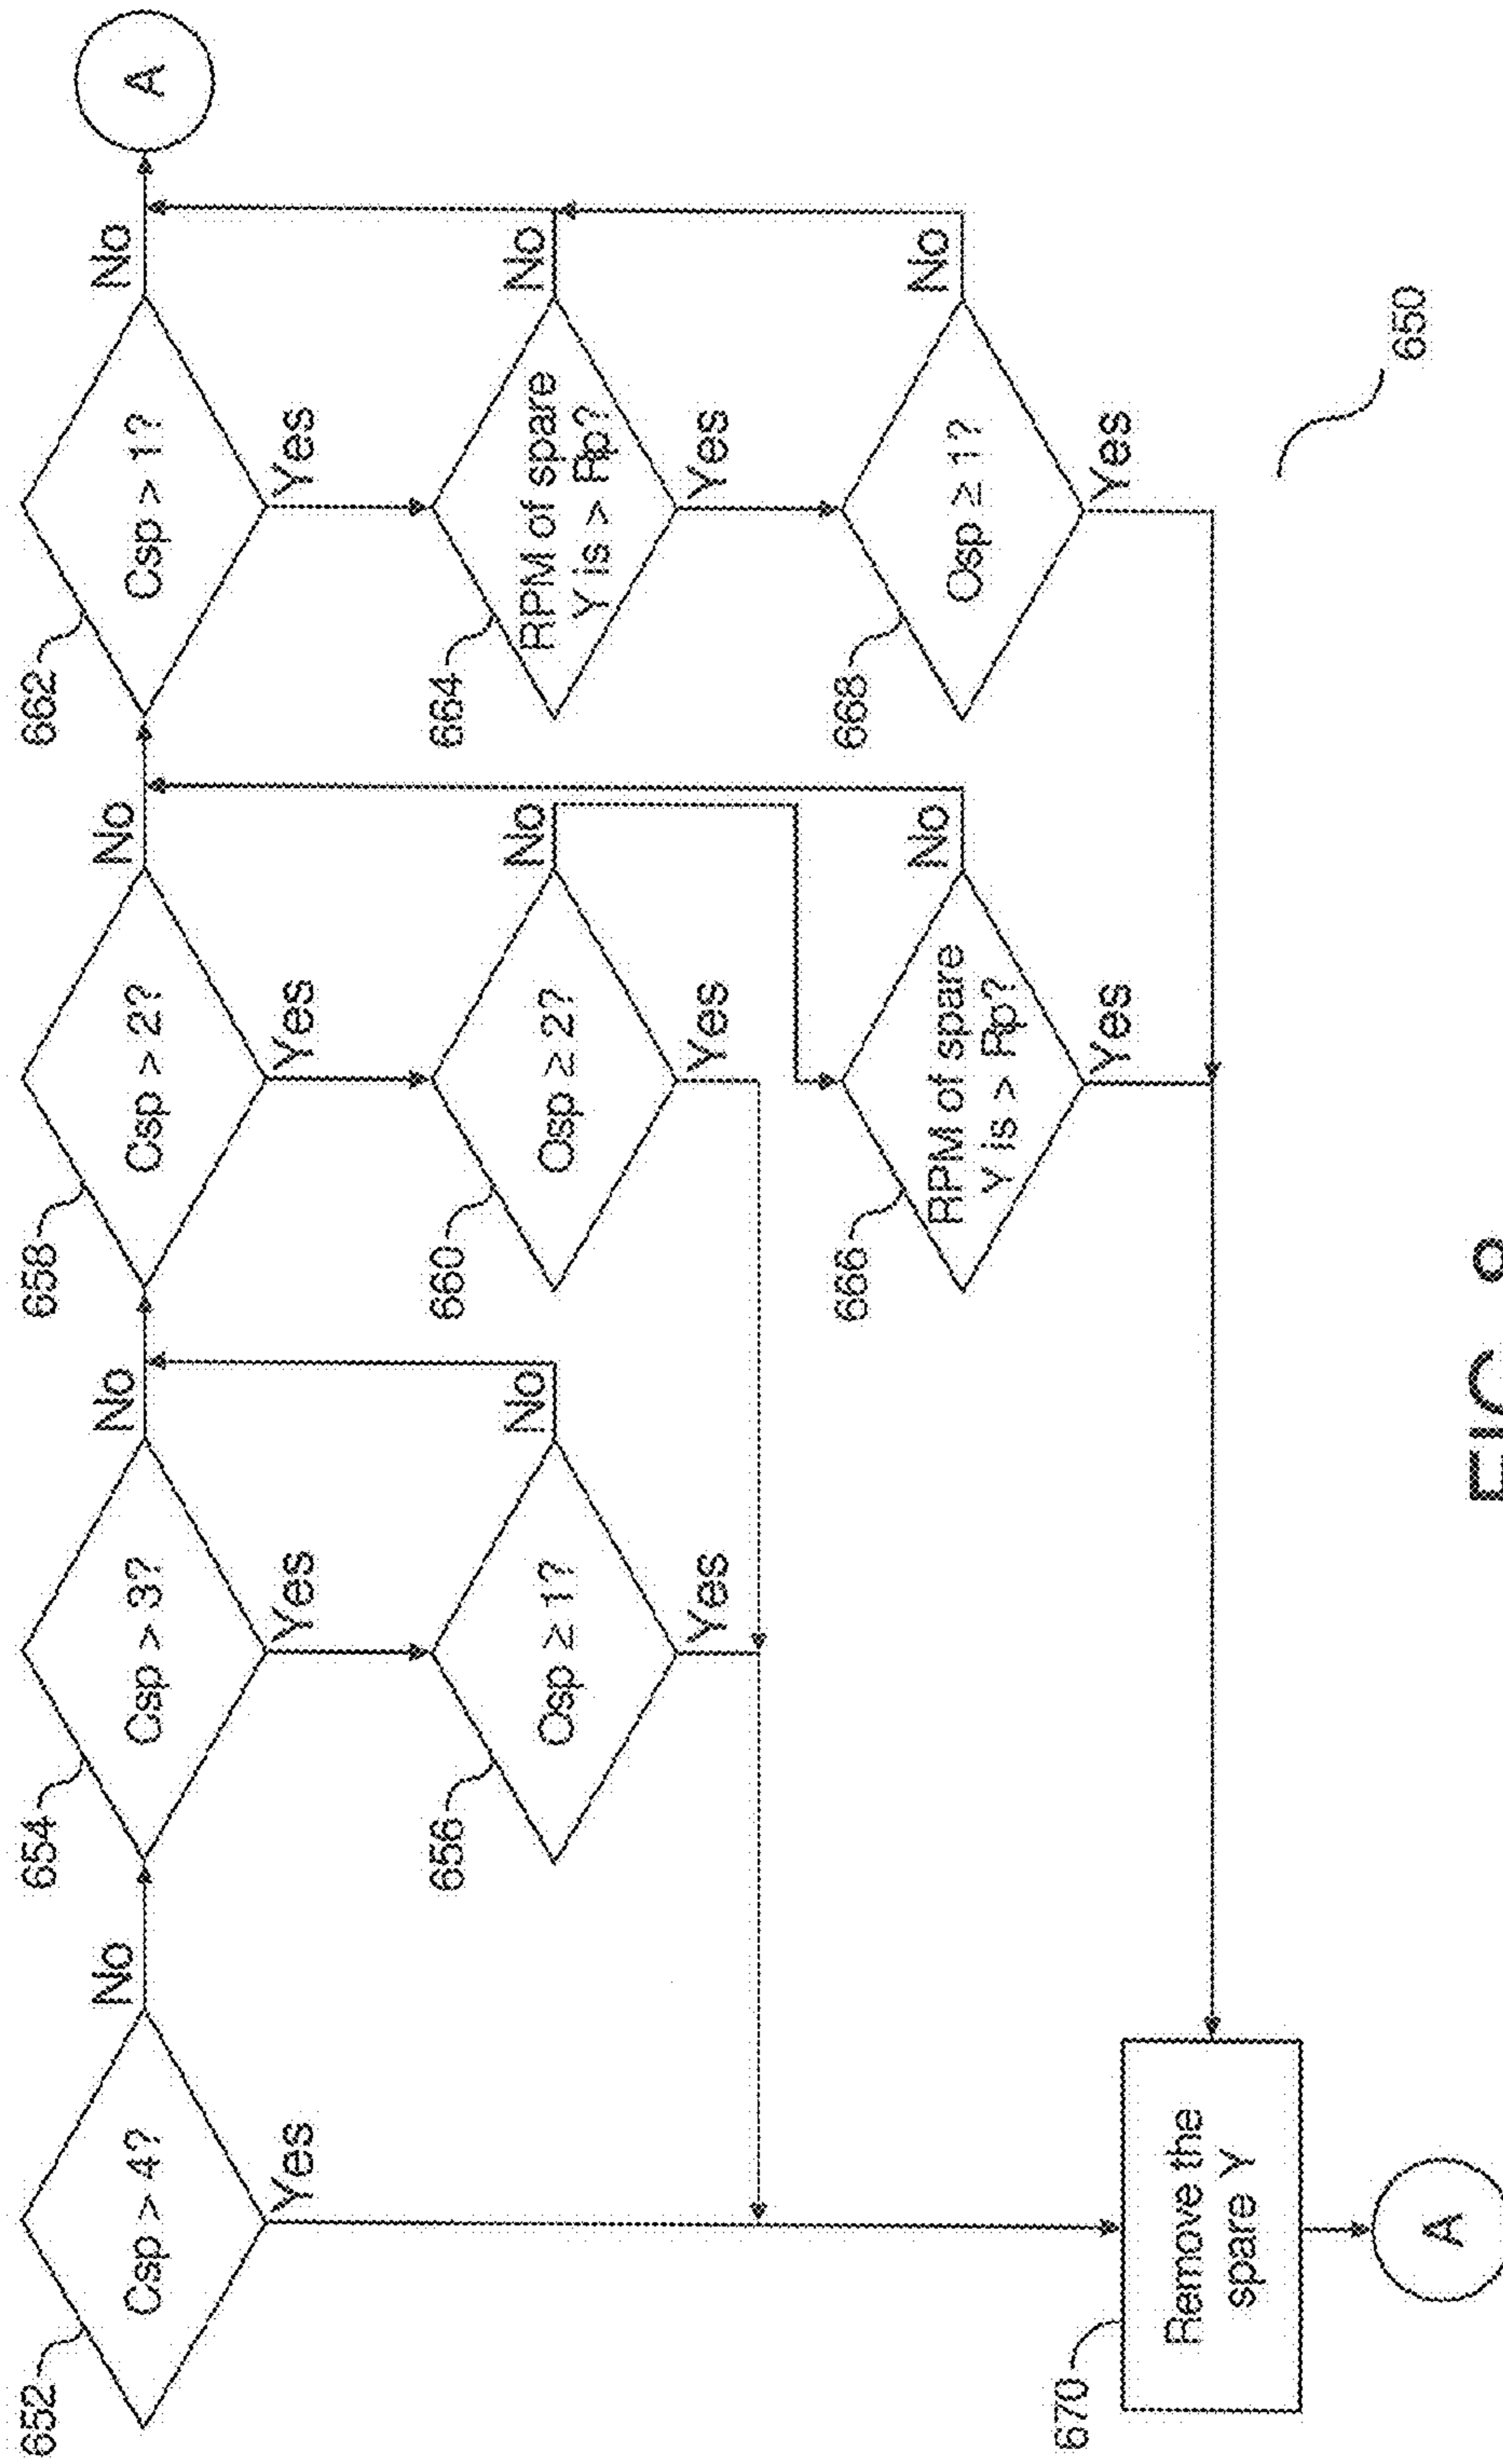 652
Csp > 4?
No
Yes
654
Csp > 3?
No
Yes
658
Csp > 2?
No
Yes
662
Csp > 1?
No
Yes
A
656
Osp ≥ 1?
No
Yes
660
Osp ≥ 2?
No
Yes
664
RPM of spare
Y is > Rp?
No
Yes
666
RPM of spare
Y is > Rp?
No
Yes
668
Osp ≥ 1?
No
Yes
670
Remove the
spare Y
A
650